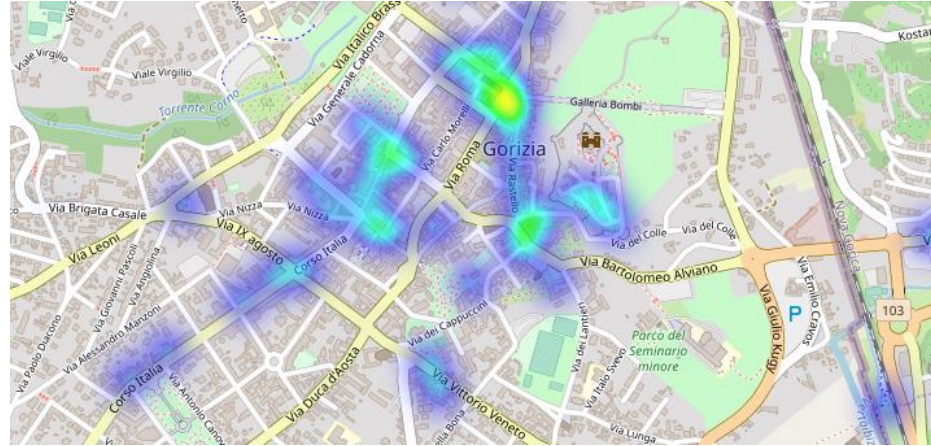 Via Italico Brass
Kostan
Viale Virgilio
Viale Virgilio
Torrente Corno
Via Generale Cadorna
Galleria Bombi
Via Carlo Morelli
Via Roma
Gorizia
Via Rastello
Via Brigata Casale
Via Nizza
Via Nizza
Via Leoni
Via IX agosto
Corso Italia
Via del Colle
Via del Colle
Nova Gorica
Via Bartolomeo Alviano
Via Giovanni Pascoli
Via Angiolina
Via Paolo Diacono
Via Alessandro Manzoni
Via dei Cappuccini
Via dei Lantieri
Via Giulio Kugy
Via Emilio Cravos
P
103
Parco del
Seminario
minore
Corso Italia
Via Antonio Canov
Via Duca d'Aosta
Via Vittorio Veneto
Via Italo Svevo
Via Lunga
ella Bona